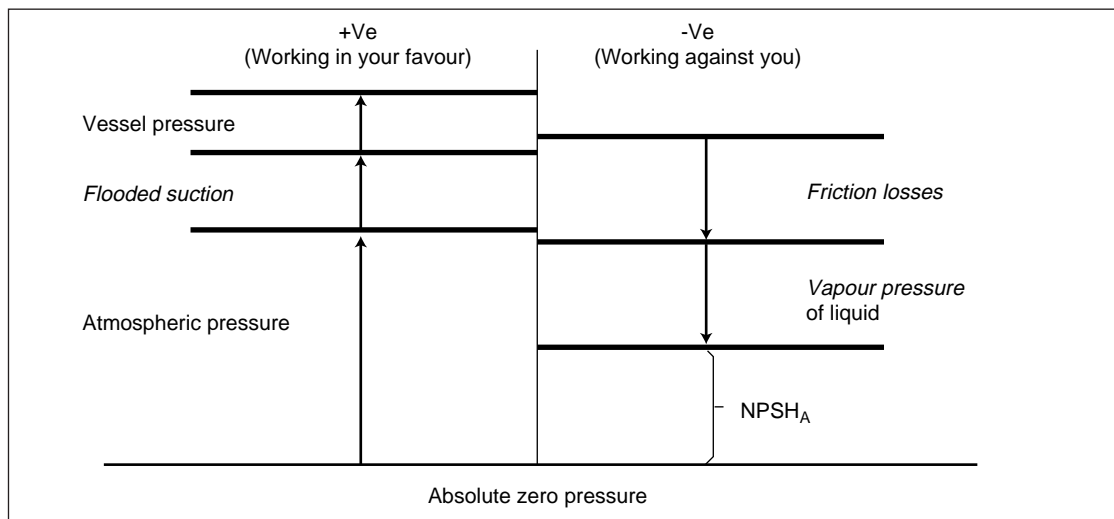 +Ve
(Working in your favour)
-Ve
(Working against you)
Vessel pressure
Flooded suction
Friction losses
Vapour pressure
of liquid
Atmospheric pressure
NPSHA
Absolute zero pressure